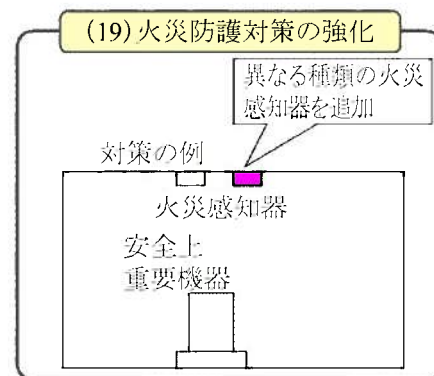 (19)火災防護対策の強化
異なる種類の火災
感知器を追加
対策の例
火災感知器
安全上
重要機器